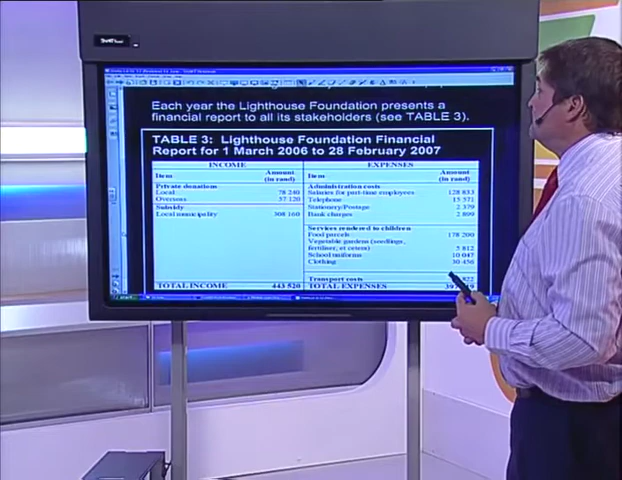 SMART
Each year the Lighthouse Foundation presents a
financial report to all its stakeholders (see TABLE 3).
TABLE 3: Lighthouse Foundation Financial
Report for 1 March 2006 to 28 February 2007
INCOME EXPENSES
Item Amount (in rand) Item Amount (in rand)
Private donations Administration costs
Local 78 240 Salaries for part-time employees 128 833
Overseas 57 120 Telephone 15 571
Subsidy Stationery/Postage 2 379
Local municipality 308 160 Bank charges 2 899
Services rendered to children
Food parcels 178 200
Vegetable gardens (seedlings,
fertiliser, et cetera) 5 812
School uniforms 10 047
Clothing 30 456
Transport costs 822
TOTAL INCOME 443 520 TOTAL EXPENSES